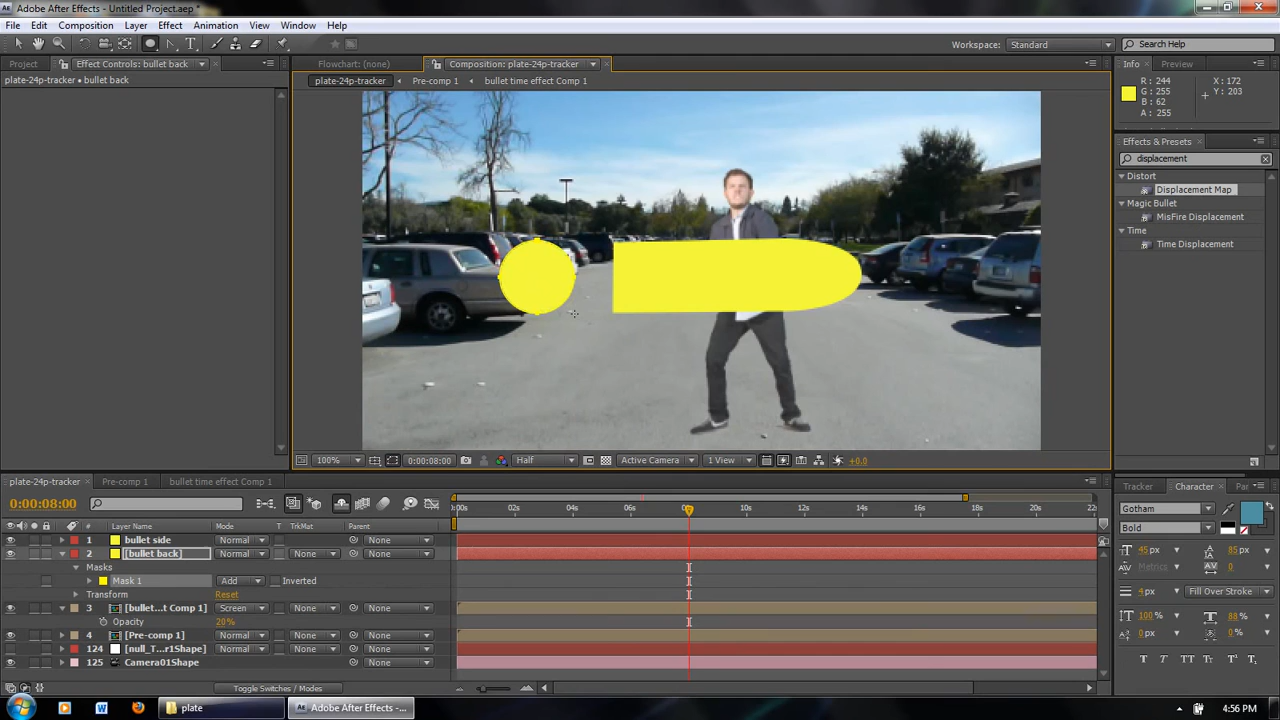 Adobe After Effects - Untitled Project.aep *
File Edit Composition Layer Effect Animation View Window Help
Workspace: Standard Search Help
Project Effect Controls: bullet back Flowchart: (none) Composition: plate-24p-tracker Info Preview
plate-24p-tracker • bullet back plate-24p-tracker Pre-comp 1 bullet time effect Comp 1
R : 244 X : 172
G : 255 Y : 203
B : 62
A : 255
Effects & Presets
displacement
Distort
Displacement Map
Magic Bullet
MisFire Displacement
Time
Time Displacement
100% 0:00:08:00 Half Active Camera 1 View +0.0
plate-24p-tracker Pre-comp 1 bullet time effect Comp 1
0:00:08:00
:00s 02s 04s 06s 10s 12s 14s 16s 18s 20s 22s
# Layer Name Mode T TrkMat Parent
1 bullet side Normal None
2 [bullet back] Normal None None
Masks
Mask 1 Add Inverted
Transform Reset
3 [bullet...t Comp 1] Screen None None
Opacity 20%
4 [Pre-comp 1] Normal None None
124 [null_T...r1Shape] Normal None None
125 Camera01Shape None
Toggle Switches / Modes
Tracker Character Par
Gotham
Bold
45 px 85 px
Metrics 0
4 px Fill Over Stroke
100 % 88 %
0 px 0 %
T T TT Tr T¹ T₁
plate Adobe After Effects -... 4:56 PM